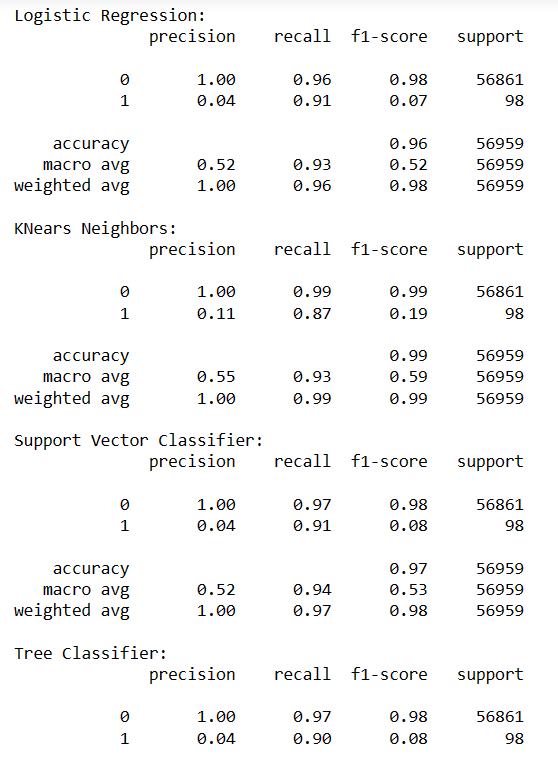 Logistic Regression:
precision recall f1-score support
0 1.00 0.96 0.98 56861
1 0.04 0.91 0.07 98
accuracy 0.96 56959
macro avg 0.52 0.93 0.52 56959
weighted avg 1.00 0.96 0.98 56959
KNears Neighbors:
precision recall f1-score support
0 1.00 0.99 0.99 56861
1 0.11 0.87 0.19 98
accuracy 0.99 56959
macro avg 0.55 0.93 0.59 56959
weighted avg 1.00 0.99 0.99 56959
Support Vector Classifier:
precision recall f1-score support
0 1.00 0.97 0.98 56861
1 0.04 0.91 0.08 98
accuracy 0.97 56959
macro avg 0.52 0.94 0.53 56959
weighted avg 1.00 0.97 0.98 56959
Tree Classifier:
precision recall f1-score support
0 1.00 0.97 0.98 56861
1 0.04 0.90 0.08 98